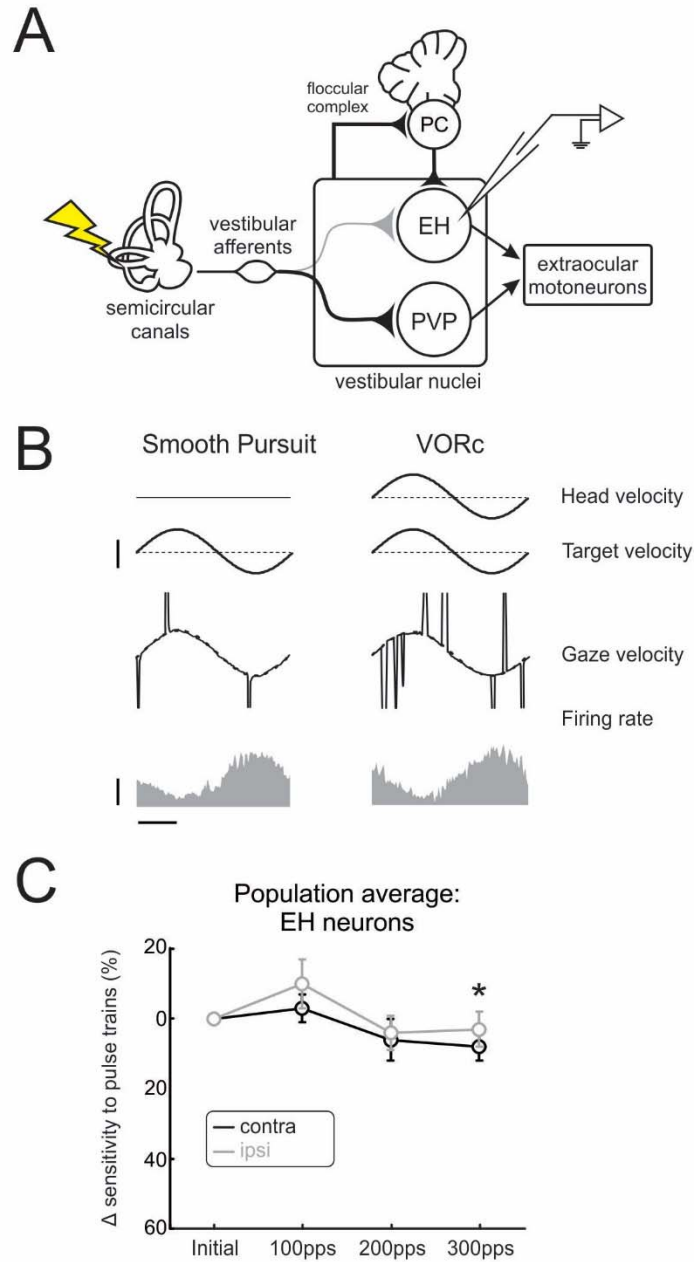 A
floccular
complex
PC
vestibular
afferents
EH
semicircular
canals
PVP
extraocular
motoneurons
vestibular nuclei
B
Smooth Pursuit
VORc
Head velocity
Target velocity
Gaze velocity
Firing rate
C
Population average:
EH neurons
Δ sensitivity to pulse trains (%)
20
0
20
40
60
*
contra
ipsi
Initial 100pps 200pps 300pps